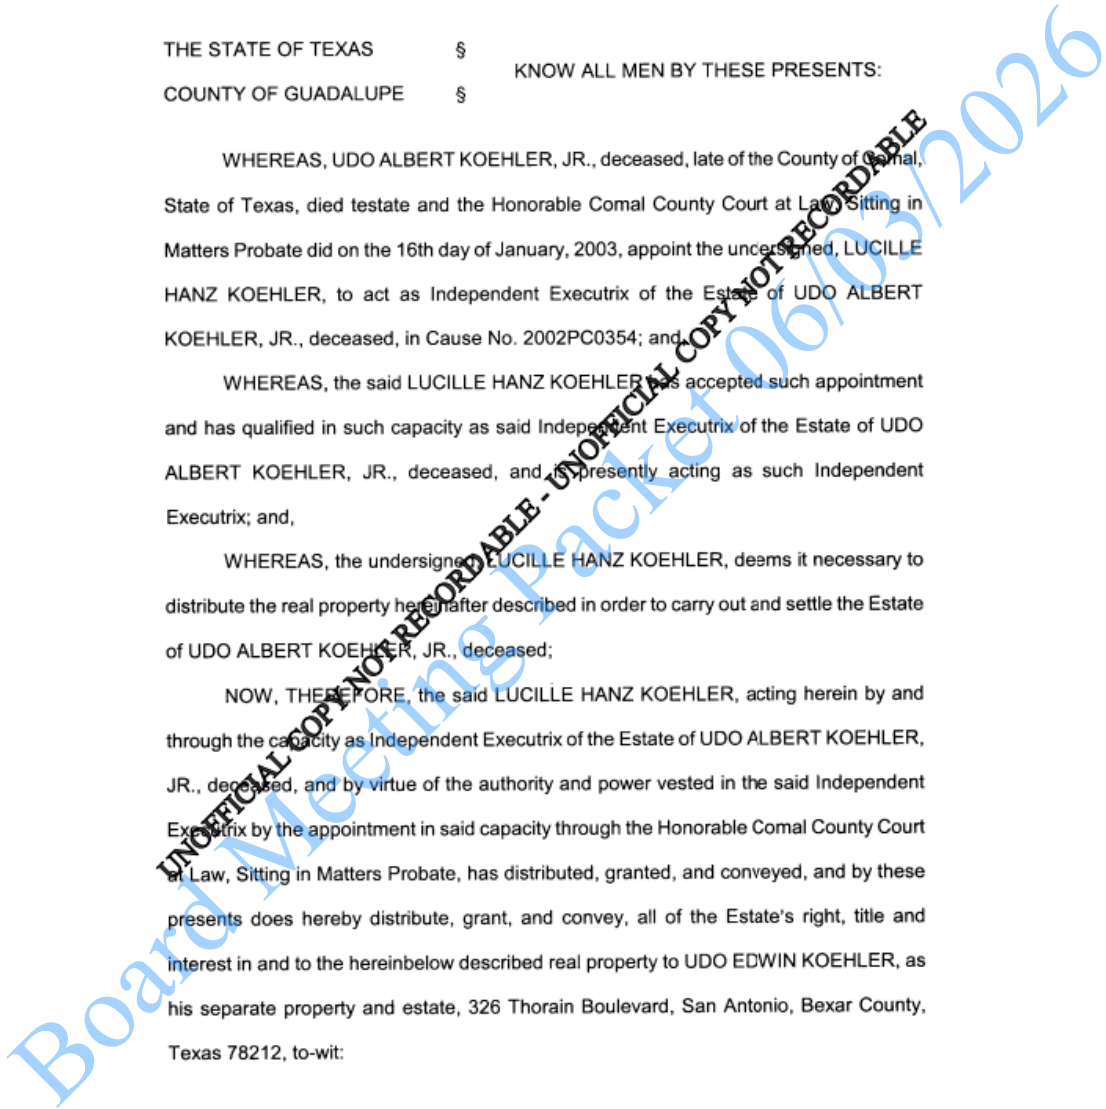 THE STATE OF TEXAS §
KNOW ALL MEN BY THESE PRESENTS:
COUNTY OF GUADALUPE §
WHEREAS, UDO ALBERT KOEHLER, JR., deceased, late of the County of Comal,
State of Texas, died testate and the Honorable Comal County Court at Law, Sitting in
Matters Probate did on the 16th day of January, 2003, appoint the undersigned, LUCILLE
HANZ KOEHLER, to act as Independent Executrix of the Estate of UDO ALBERT
KOEHLER, JR., deceased, in Cause No. 2002PC0354; and,
WHEREAS, the said LUCILLE HANZ KOEHLER has accepted such appointment
and has qualified in such capacity as said Independent Executrix of the Estate of UDO
ALBERT KOEHLER, JR., deceased, and is presently acting as such Independent
Executrix; and,
WHEREAS, the undersigned, LUCILLE HANZ KOEHLER, deems it necessary to
distribute the real property hereinafter described in order to carry out and settle the Estate
of UDO ALBERT KOEHLER, JR., deceased;
NOW, THEREFORE, the said LUCILLE HANZ KOEHLER, acting herein by and
through the capacity as Independent Executrix of the Estate of UDO ALBERT KOEHLER,
JR., deceased, and by virtue of the authority and power vested in the said Independent
Executrix by the appointment in said capacity through the Honorable Comal County Court
at Law, Sitting in Matters Probate, has distributed, granted, and conveyed, and by these
presents does hereby distribute, grant, and convey, all of the Estate's right, title and
interest in and to the hereinbelow described real property to UDO EDWIN KOEHLER, as
his separate property and estate, 326 Thorain Boulevard, San Antonio, Bexar County,
Texas 78212, to-wit:
UNOFFICIAL COPY NOT RECORDABLE - UNOFFICIAL COPY NOT RECORDABLE
Board Meeting Packet 06/03/2026